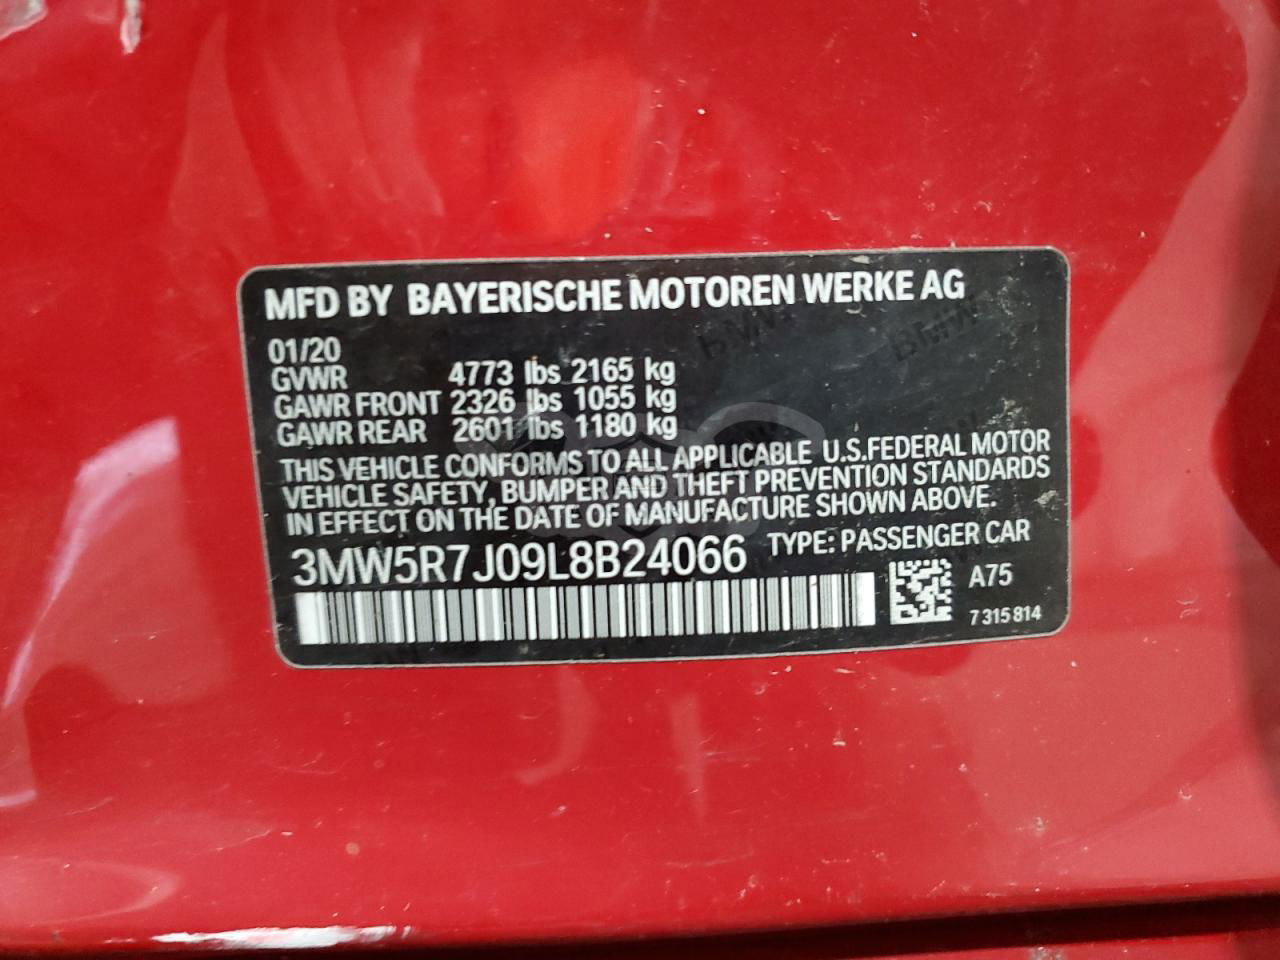 MFD BY BAYERISCHE MOTOREN WERKE AG
01/20
GVWR 4773 lbs 2165 kg
GAWR FRONT 2326 lbs 1055 kg
GAWR REAR 2601 lbs 1180 kg
THIS VEHICLE CONFORMS TO ALL APPLICABLE U.S.FEDERAL MOTOR
VEHICLE SAFETY, BUMPER AND THEFT PREVENTION STANDARDS
IN EFFECT ON THE DATE OF MANUFACTURE SHOWN ABOVE.
3MW5R7J09L8B24066 TYPE: PASSENGER CAR
A75
7 315 814
BMW
BMW